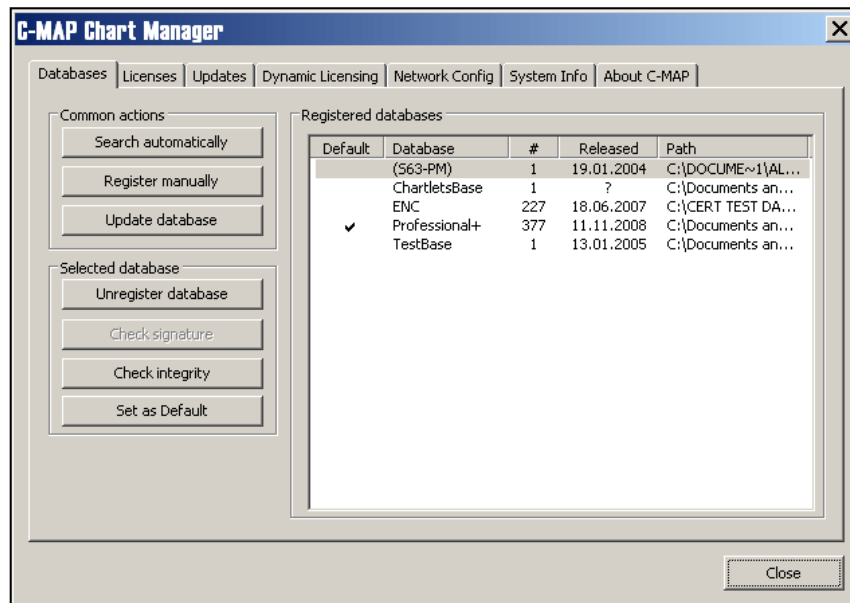 C-MAP Chart Manager
Databases Licenses Updates Dynamic Licensing Network Config System Info About C-MAP
Common actions
Search automatically
Register manually
Update database
Selected database
Unregister database
Check signature
Check integrity
Set as Default
Registered databases
Default Database # Released Path
(S63-PM) 1 19.01.2004 C:\DOCUME~1\AL...
ChartletsBase 1 ? C:\Documents an...
ENC 227 18.06.2007 C:\CERT TEST DA...
Professional+ 377 11.11.2008 C:\Documents an...
TestBase 1 13.01.2005 C:\Documents an...
Close